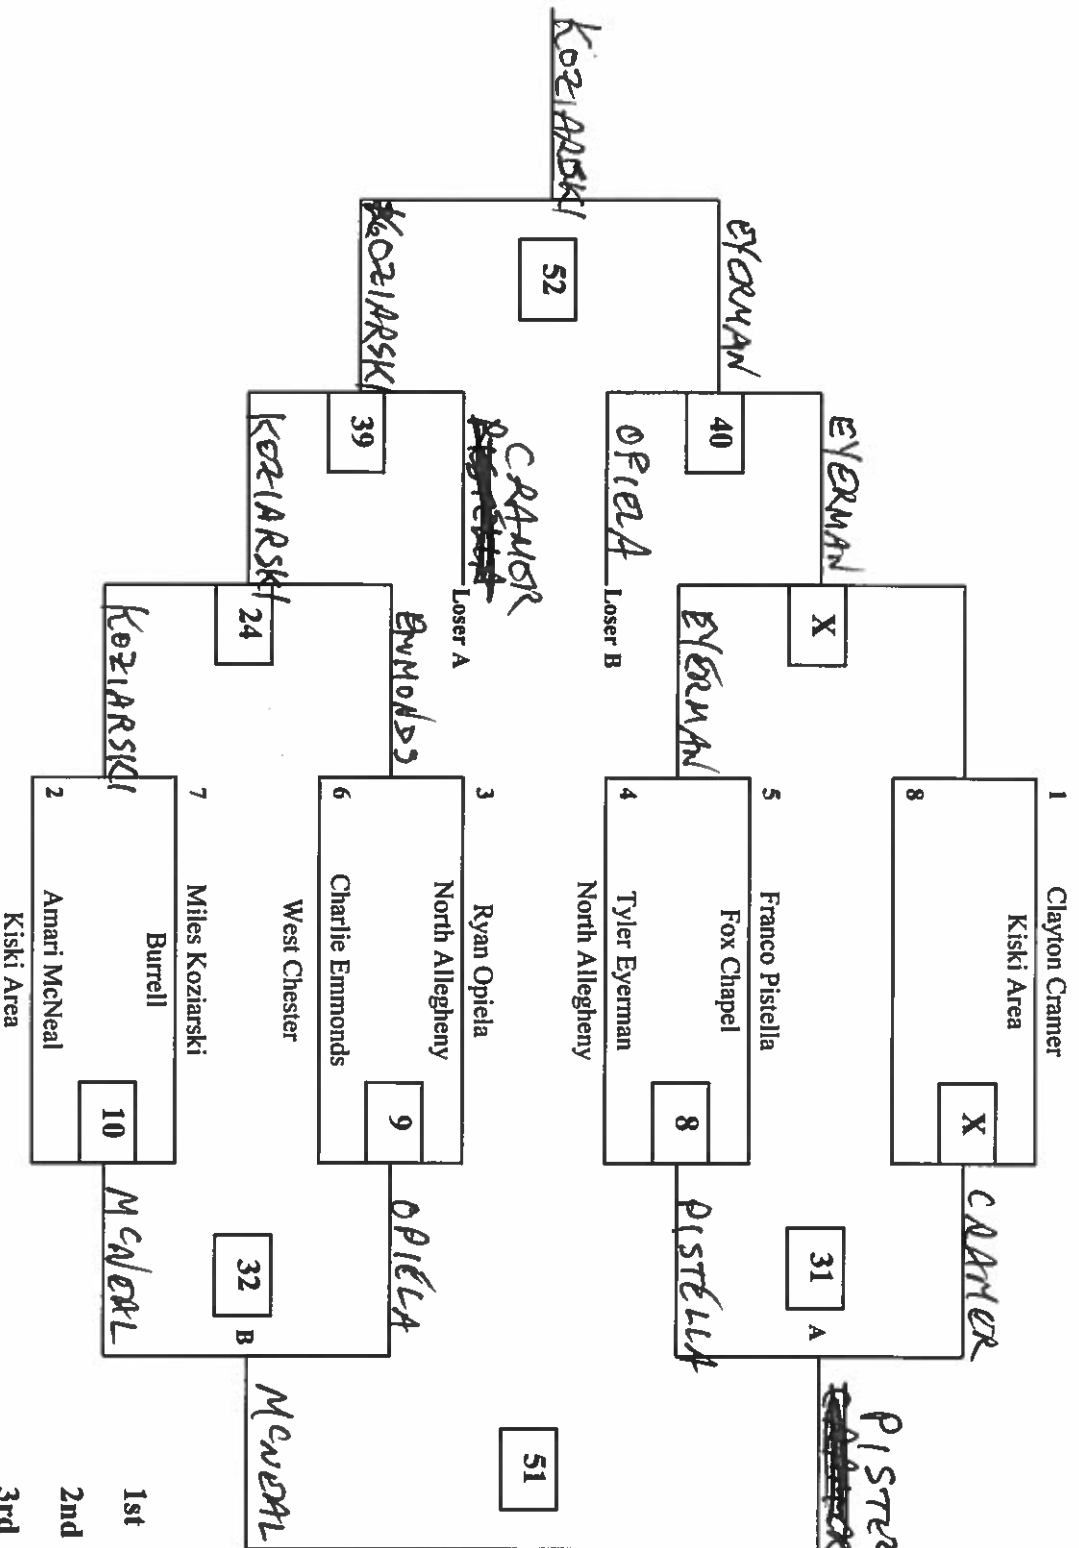 1 Clayton Cramer
Kiski Area
X
8
CRAMER
31
A
5 Franco Pistella
Fox Chapel
8
4 Tyler Eyerman
North Allegheny
PISTELLA
PISTE
51
3 Ryan Opiela
North Allegheny
9
6 Charlie Emmonds
West Chester
OPIELA
32
B
7 Miles Koziarski
Burrell
10
2 Amari McNeal
Kiski Area
MCNEAL
MCNEAL
1st
2nd
3rd
X
EYERMAN
EYERMAN
40
OPIELA
Loser B
EYERMAN
52
KOZIARSKI
CRAMER
Loser A
39
KOZIARSKI
EMMONDS
24
KOZIARSKI
KOZIARSKI